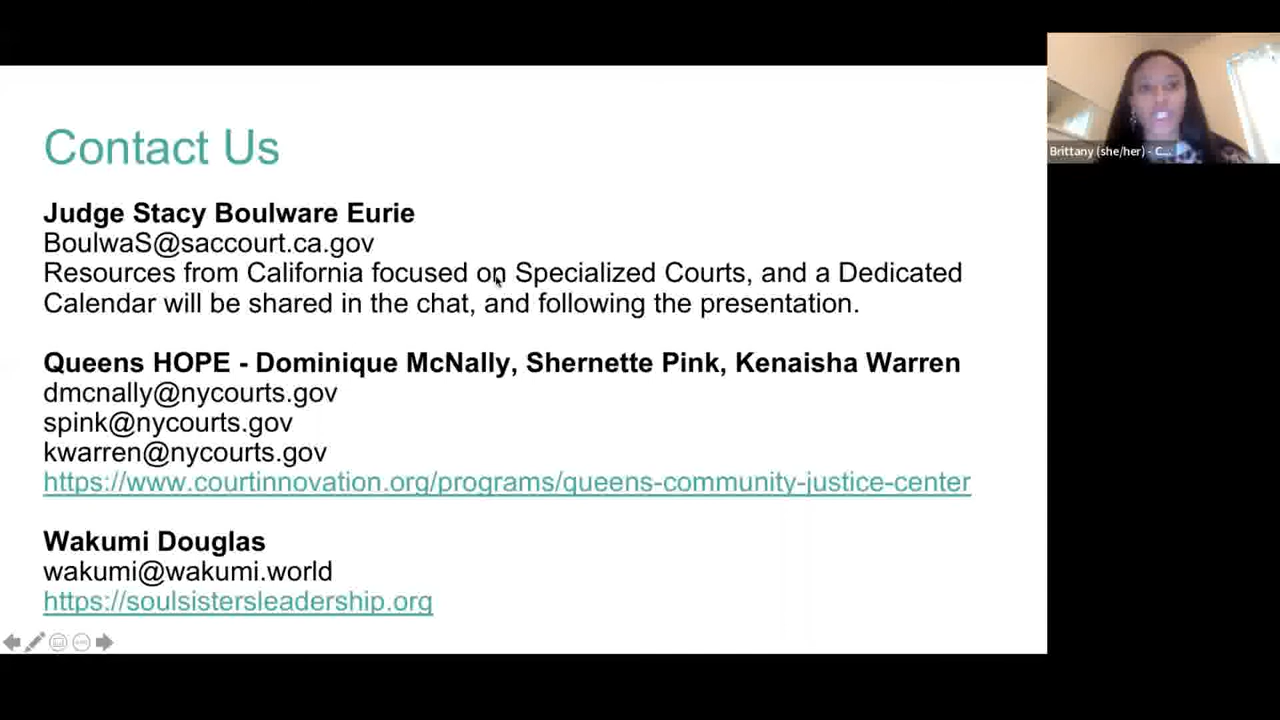 Contact Us
Judge Stacy Boulware Eurie
BoulwaS@saccourt.ca.gov
Resources from California focused on Specialized Courts, and a Dedicated
Calendar will be shared in the chat, and following the presentation.
Queens HOPE - Dominique McNally, Shernette Pink, Kenaisha Warren
dmcnally@nycourts.gov
spink@nycourts.gov
kwarren@nycourts.gov
https://www.courtinnovation.org/programs/queens-community-justice-center
Wakumi Douglas
wakumi@wakumi.world
https://soulsistersleadership.org
Brittany (she/her) - C...